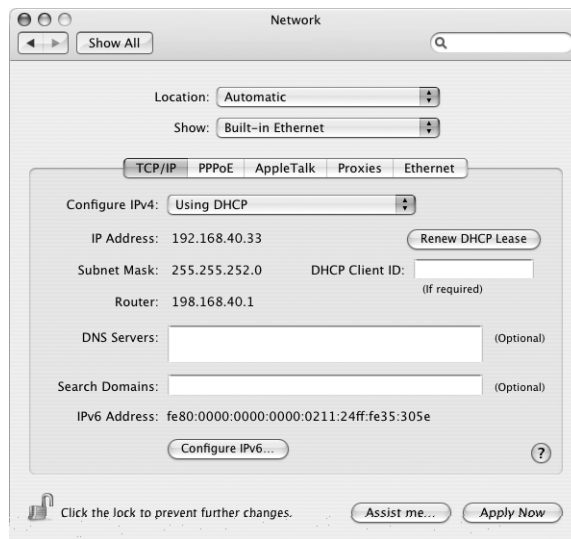 Network
Show All
Location: Automatic
Show: Built-in Ethernet
TCP/IP PPPoE AppleTalk Proxies Ethernet
Configure IPv4: Using DHCP
IP Address: 192.168.40.33 Renew DHCP Lease
Subnet Mask: 255.255.252.0 DHCP Client ID:
(If required)
Router: 198.168.40.1
DNS Servers: (Optional)
Search Domains: (Optional)
IPv6 Address: fe80:0000:0000:0000:0211:24ff:fe35:305e
Configure IPv6...
?
Click the lock to prevent further changes. Assist me... Apply Now